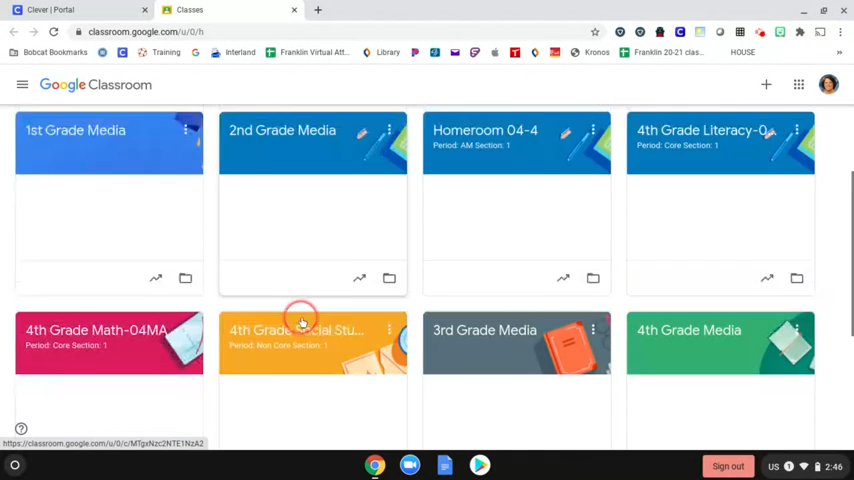 Clever | Portal
Classes
classroom.google.com/u/0/h
Bobcat Bookmarks
Training
Interland
Franklin Virtual Att...
Library
Kronos
Franklin 20-21 clas...
HOUSE
Google Classroom
1st Grade Media
2nd Grade Media
Homeroom 04-4
Period: AM Section: 1
4th Grade Literacy-0
Period: Core Section: 1
4th Grade Math-04MA
Period: Core Section: 1
4th Grade Social Stu...
Period: Non Core Section: 1
3rd Grade Media
4th Grade Media
https://classroom.google.com/u/0/c/MTgxNzc2NTE1NzA2
Sign out
US
1
2:46